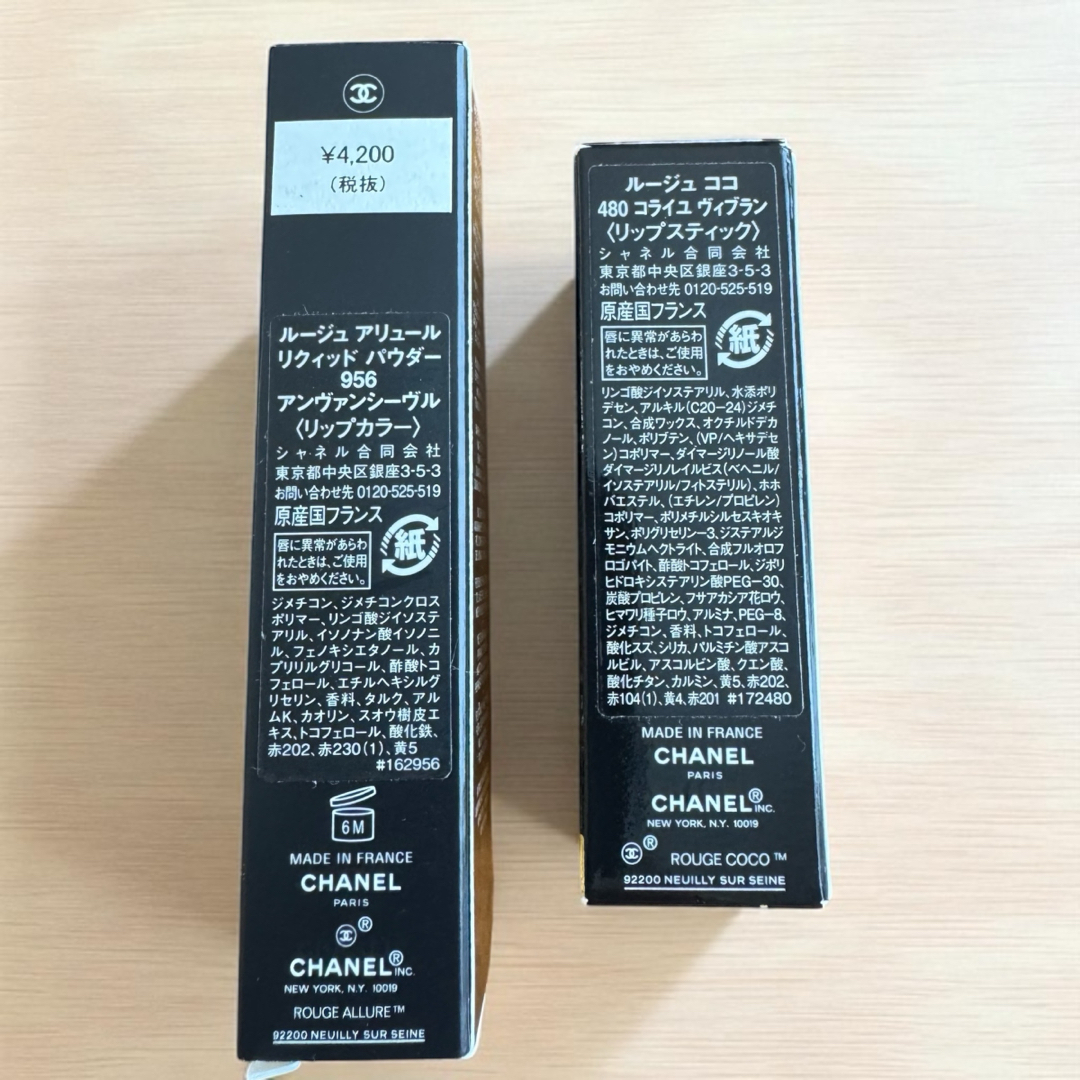 ¥4,200
(税抜)
ルージュ アリュール
リクィッド パウダー
956
アンヴァンシーヴル
〈リップカラー〉
シャネル合同会社
東京都中央区銀座3-5-3
お問い合わせ先 0120-525-519
原産国フランス
唇に異常があらわ
れたときは、ご使用
をおやめください。
紙
ジメチコン、ジメチコンクロス
ポリマー、リンゴ酸ジイソステ
アリル、イソノナン酸イソノニ
ル、フェノキシエタノール、カ
プリリルグリコール、酢酸トコ
フェロール、エチルヘキシルグ
リセリン、香料、タルク、アル
ムK、カオリン、スオウ樹皮エ
キス、トコフェロール、酸化鉄、
赤202、赤230(1)、黄5
#162956
6M
MADE IN FRANCE
CHANEL
PARIS
®
CHANEL® INC.
NEW YORK, N.Y. 10019
ROUGE ALLURE™
92200 NEUILLY SUR SEINE
ルージュ ココ
480 コライユ ヴィブラン
〈リップスティック〉
シャネル合同会社
東京都中央区銀座3-5-3
お問い合わせ先 0120-525-519
原産国フランス
唇に異常があらわ
れたときは、ご使用
をおやめください。
紙
リンゴ酸ジイソステアリル、水添ポリ
デセン、アルキル(C20-24)ジメチ
コン、合成ワックス、オクチルドデカ
ノール、ポリブテン、(VP/ヘキサデセ
ン)コポリマー、ダイマージリノール酸
ダイマージリノレイルビス(ベヘニル/
イソステアリル/フィトステリル)、ホホ
バエステル、(エチレン/プロピレン)
コポリマー、ポリメチルシルセスキオキ
サン、ポリグリセリン-3、ジステアルジ
モニウムヘクトライト、合成フルオロフ
ロゴパイト、酢酸トコフェロール、ジポリ
ヒドロキシステアリン酸PEG-30、
炭酸プロピレン、フサアカシア花ロウ、
ヒマワリ種子ロウ、アルミナ、PEG-8、
ジメチコン、香料、トコフェロール、
酸化スズ、シリカ、パルミチン酸アスコ
ルビル、アスコルビン酸、クエン酸、
酸化チタン、カルミン、黄5、赤202、
赤104(1)、黄4、赤201 #172480
MADE IN FRANCE
CHANEL
PARIS
CHANEL® INC.
NEW YORK, N.Y. 10019
® ROUGE COCO™
92200 NEUILLY SUR SEINE